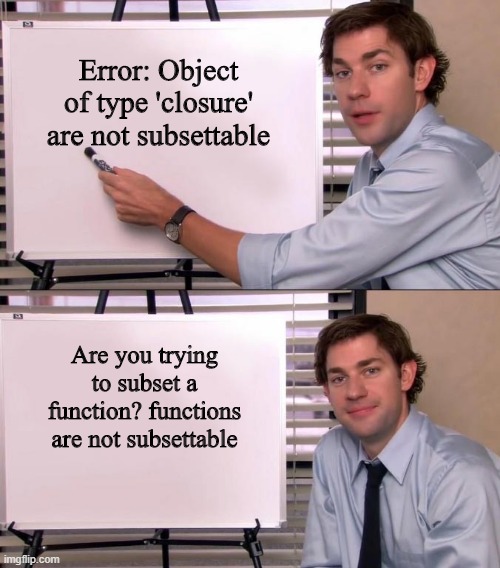 Error: Object
of type 'closure'
are not subsettable
Are you trying
to subset a
function? functions
are not subsettable
imgflip.com